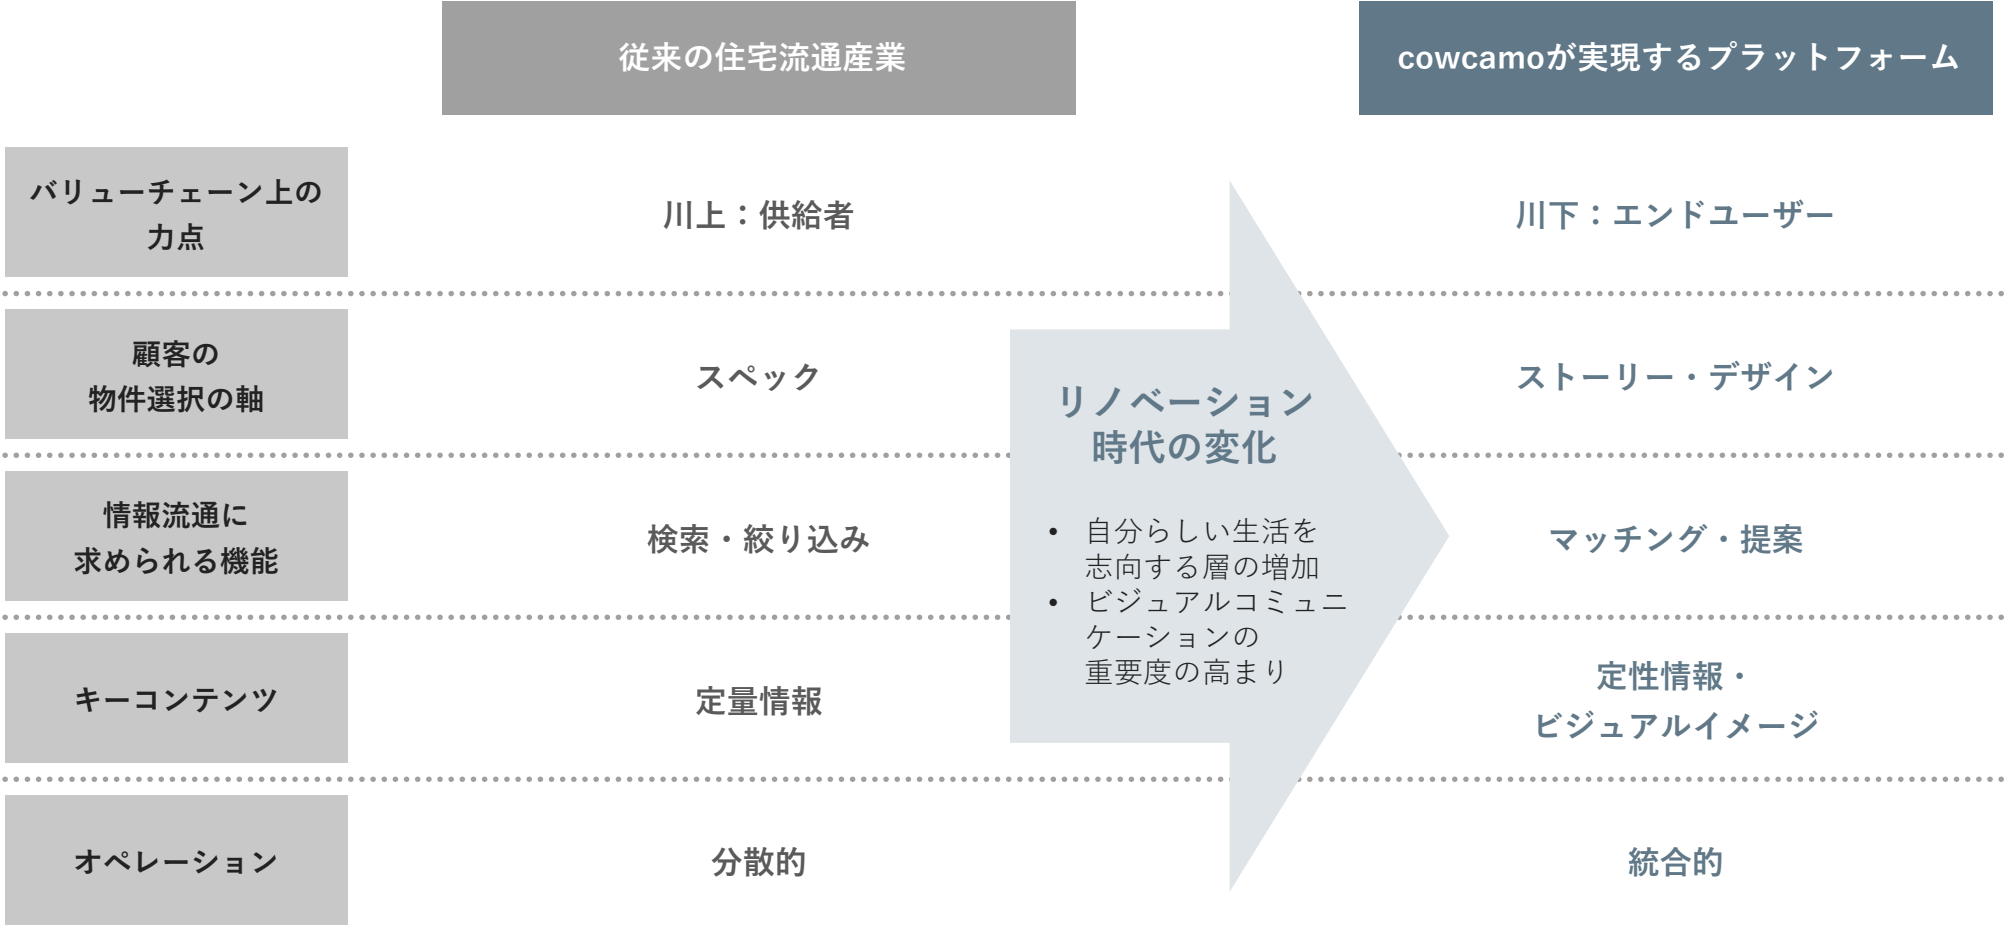 従来の住宅流通産業
cowcamoが実現するプラットフォーム
バリューチェーン上の
力点
川上：供給者
川下：エンドユーザー
顧客の
物件選択の軸
スペック
ストーリー・デザイン
リノベーション
時代の変化
• 自分らしい生活を
志向する層の増加
• ビジュアルコミュニ
ケーションの
重要度の高まり
情報流通に
求められる機能
検索・絞り込み
マッチング・提案
キーコンテンツ
定量情報
定性情報・
ビジュアルイメージ
オペレーション
分散的
統合的